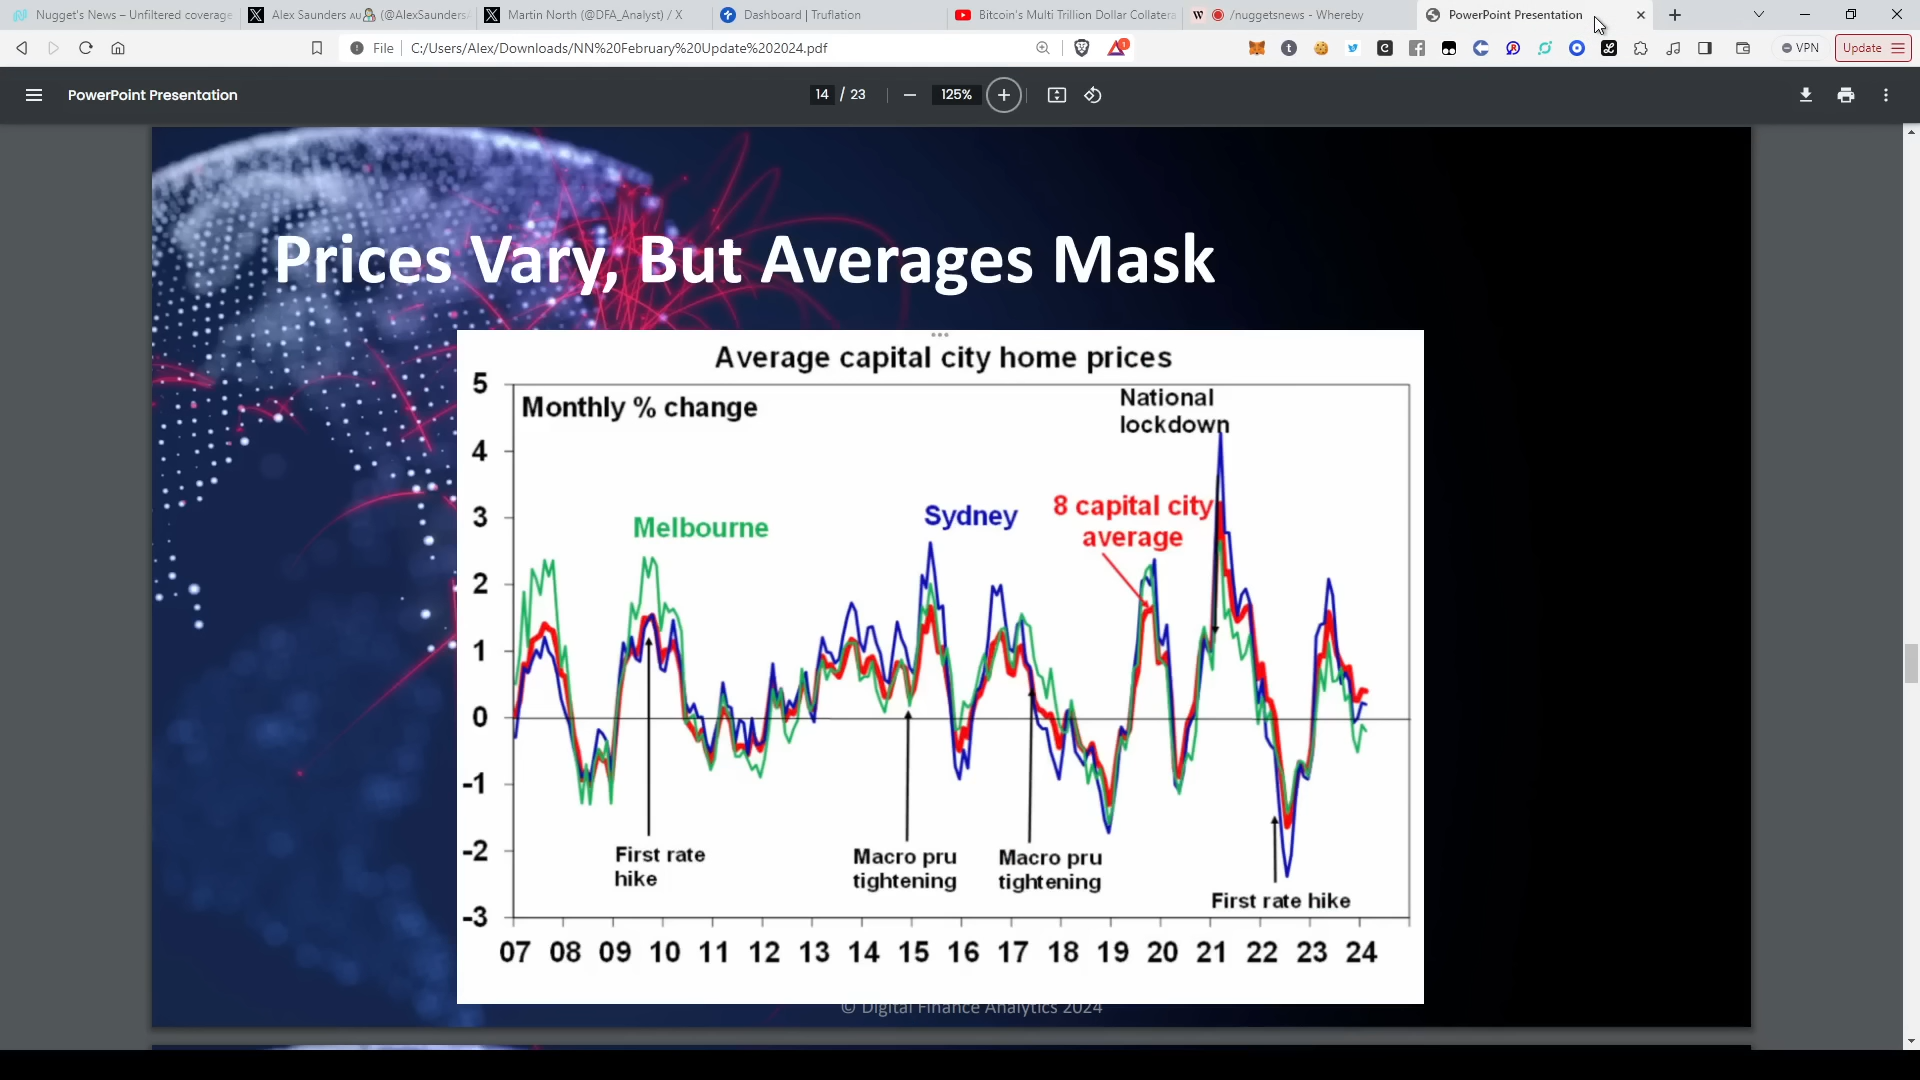 Nugget's News – Unfiltered coverage
Alex Saunders AU (@AlexSaunders
Martin North (@DFA_Analyst) / X
Dashboard | Truflation
Bitcoin's Multi Trillion Dollar Collatera
/nuggetsnews - Whereby
PowerPoint Presentation
File
C:/Users/Alex/Downloads/NN%20February%20Update%202024.pdf
VPN
Update
PowerPoint Presentation
14 / 23
125%
Prices Vary, But Averages Mask
Average capital city home prices
Monthly % change
National
lockdown
Melbourne
Sydney
8 capital city
average
First rate
hike
Macro pru
tightening
Macro pru
tightening
First rate hike
5
4
3
2
1
0
-1
-2
-3
07 08 09 10 11 12 13 14 15 16 17 18 19 20 21 22 23 24
© Digital Finance Analytics 2024